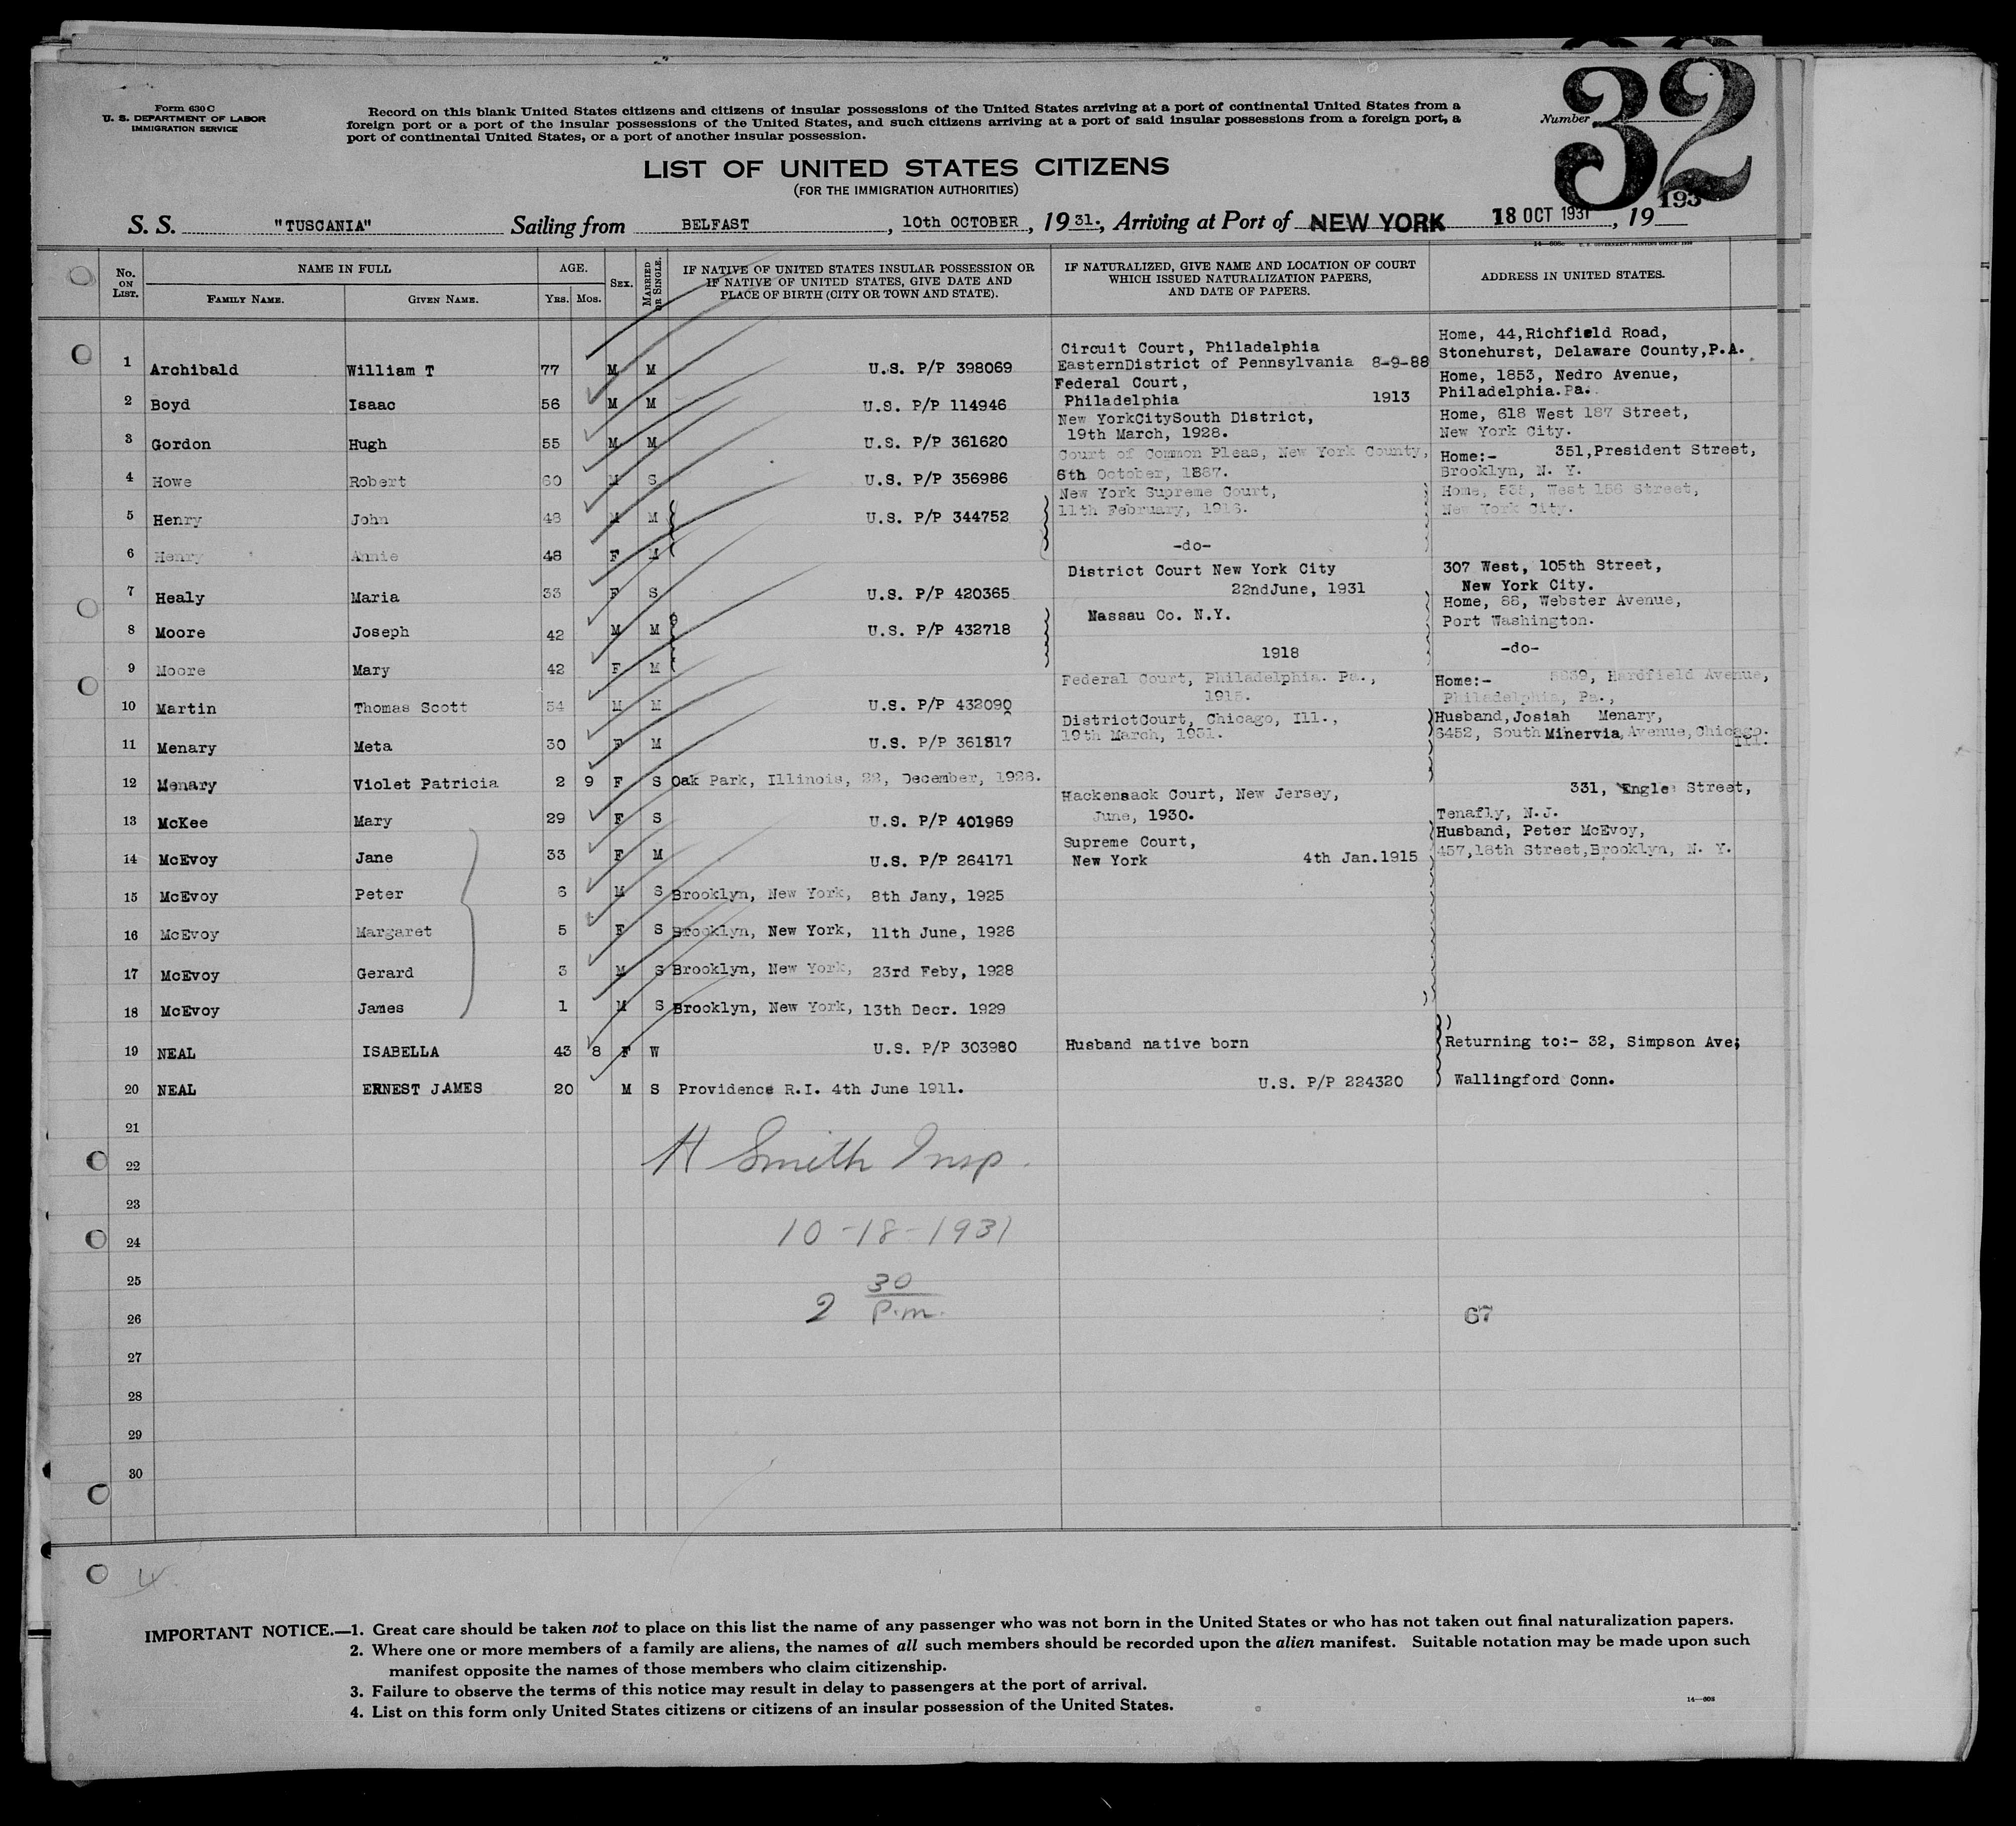 Form 630 C
U. S. DEPARTMENT OF LABOR
IMMIGRATION SERVICE
Record on this blank United States citizens and citizens of insular possessions of the United States arriving at a port of continental United States from a
foreign port or a port of the insular possessions of the United States, and such citizens arriving at a port of said insular possessions from a foreign port, a
port of continental United States, or a port of another insular possession.
Number 32
LIST OF UNITED STATES CITIZENS
(FOR THE IMMIGRATION AUTHORITIES)
S. S. "TUSCANIA" Sailing from BELFAST, 10th OCTOBER, 1931., Arriving at Port of NEW YORK 18 OCT 1931, 19 193
No. ON LIST. NAME IN FULL FAMILY NAME. GIVEN NAME. AGE. YRS. MOS. SEX. MARRIED OR SINGLE. IF NATIVE OF UNITED STATES INSULAR POSSESSION OR IF NATIVE OF UNITED STATES, GIVE DATE AND PLACE OF BIRTH (CITY OR TOWN AND STATE). IF NATURALIZED, GIVE NAME AND LOCATION OF COURT WHICH ISSUED NATURALIZATION PAPERS, AND DATE OF PAPERS. ADDRESS IN UNITED STATES.
1 Archibald William T 77 M M U.S. P/P 398069 Circuit Court, Philadelphia EasternDistrict of Pennsylvania 8-9-88 Home, 44,Richfield Road, Stonehurst, Delaware County,P.A.
2 Boyd Isaac 56 M M U.S. P/P 114946 Federal Court, Philadelphia 1913 Home, 1853, Nedro Avenue, Philadelphia.Pa.
3 Gordon Hugh 55 M M U.S. P/P 361620 New YorkCitySouth District, 19th March, 1928. Home, 618 West 187 Street, New York City.
4 Howe Robert 60 M S U.S. P/P 356986 Court of Common Pleas, New York County, 6th October, 1887. Home:- 351,President Street, Brooklyn, N. Y.
5 Henry John 48 M M U.S. P/P 344752 New York Supreme Court, 11th February, Home, West 156 Street, New York City.
6 Henry Annie 48 F M -do-
7 Healy Maria 33 F S U.S. P/P 420365 District Court New York City 22ndJune, 1931 307 West, 105th Street, New York City.
8 Moore Joseph 42 M M U.S. P/P 432718 Nassau Co. N.Y. Home, 88, Webster Avenue, Port Washington.
9 Moore Mary 42 F M 1918 -do-
10 Martin Thomas Scott 54 M M U.S. P/P 432090 Federal Court, Philadelphia. Pa., 1915. Home:- Avenue, Philadelphia, Pa.,
11 Menary Meta 30 F M U.S. P/P 361817 DistrictCourt, Chicago, Ill., 19th March, 1931. Husband,Josiah Menary, 6452, South Minervia Avenue,Chicago. Ill.
12 Menary Violet Patricia 2 9 F S Oak Park, Illinois, 22, December, 1928.
13 McKee Mary 29 F S U.S. P/P 401969 Hackensack Court, New Jersey, June, 1930. 331, Engle Street, Tenafly, N.J.
14 McEvoy Jane 33 F M U.S. P/P 264171 Supreme Court, New York 4th Jan.1915 Husband, Peter McEvoy, 457,18th Street,Brooklyn, N. Y.
15 McEvoy Peter 6 M S Brooklyn, New York, 8th Jany, 1925
16 McEvoy Margaret 5 F S Brooklyn, New York, 11th June, 1926
17 McEvoy Gerard 3 M S Brooklyn, New York, 23rd Feby, 1928
18 McEvoy James 1 M S Brooklyn, New York, 13th Decr. 1929
19 NEAL ISABELLA 43 8 F W U.S. P/P 303980 Husband native born Returning to:- 32, Simpson Ave;
20 NEAL ERNEST JAMES 20 M S Providence R.I. 4th June 1911. U.S. P/P 224320 Wallingford Conn.
21
22 H Smith Insp.
23
24 10-18-1931
25
26 2 30 P.m. 67
27
28
29
30
IMPORTANT NOTICE.—1. Great care should be taken not to place on this list the name of any passenger who was not born in the United States or who has not taken out final naturalization papers.
2. Where one or more members of a family are aliens, the names of all such members should be recorded upon the alien manifest. Suitable notation may be made upon such
manifest opposite the names of those members who claim citizenship.
3. Failure to observe the terms of this notice may result in delay to passengers at the port of arrival.
4. List on this form only United States citizens or citizens of an insular possession of the United States.